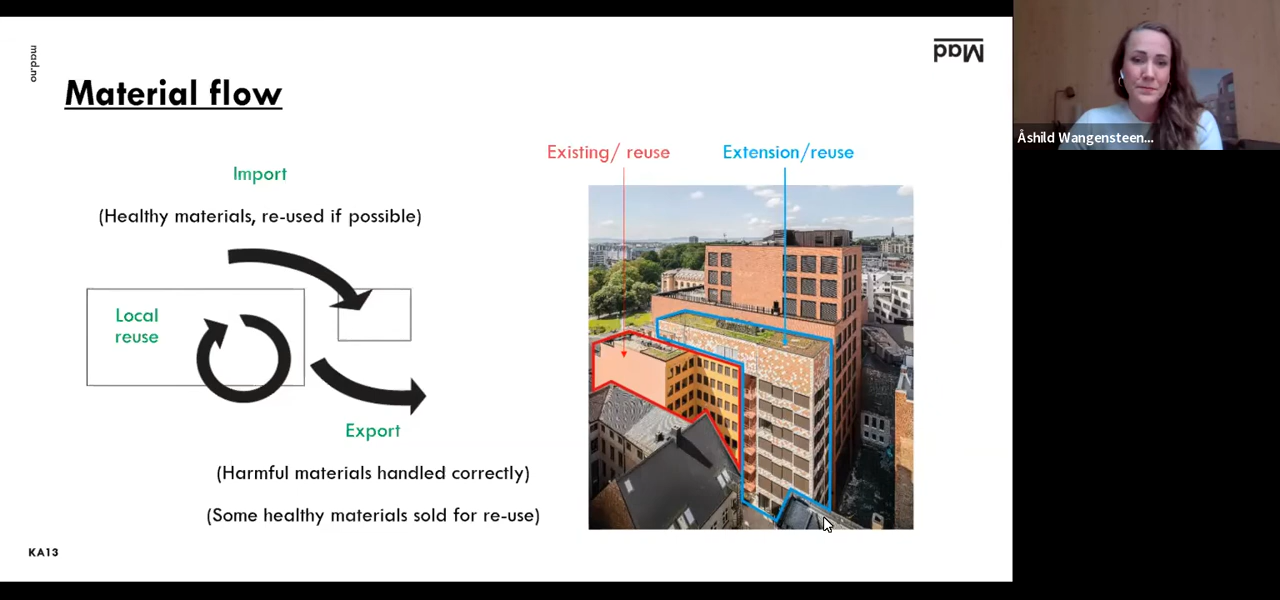 mad.no
Mad
Material flow
Import
(Healthy materials, re-used if possible)
Local
reuse
Export
(Harmful materials handled correctly)
(Some healthy materials sold for re-use)
KA13
Existing/ reuse
Extension/reuse
Åshild Wangensteen...